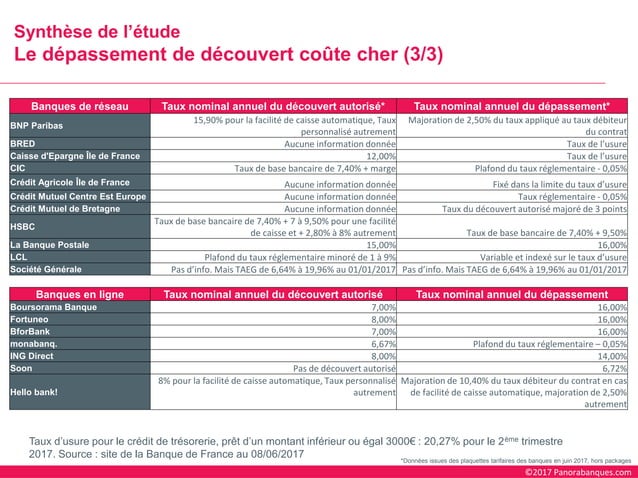 Synthèse de l’étude
Le dépassement de découvert coûte cher (3/3)
Banques de réseau Taux nominal annuel du découvert autorisé* Taux nominal annuel du dépassement*
BNP Paribas 15,90% pour la facilité de caisse automatique, Taux personnalisé autrement Majoration de 2,50% du taux appliqué au taux débiteur du contrat
BRED Aucune information donnée Taux de l’usure
Caisse d'Epargne Île de France 12,00% Taux de l’usure
CIC Taux de base bancaire de 7,40% + marge Plafond du taux réglementaire - 0,05%
Crédit Agricole Île de France Aucune information donnée Fixé dans la limite du taux d’usure
Crédit Mutuel Centre Est Europe Aucune information donnée Taux réglementaire - 0,05%
Crédit Mutuel de Bretagne Aucune information donnée Taux du découvert autorisé majoré de 3 points
HSBC Taux de base bancaire de 7,40% + 7 à 9,50% pour une facilité de caisse et + 2,80% à 8% autrement Taux de base bancaire de 7,40% + 9,50%
La Banque Postale 15,00% 16,00%
LCL Plafond du taux réglementaire minoré de 1 à 9% Variable et indexé sur le taux d’usure
Société Générale Pas d’info. Mais TAEG de 6,64% à 19,96% au 01/01/2017 Pas d’info. Mais TAEG de 6,64% à 19,96% au 01/01/2017
Banques en ligne Taux nominal annuel du découvert autorisé Taux nominal annuel du dépassement
Boursorama Banque 7,00% 16,00%
Fortuneo 8,00% 16,00%
BforBank 7,00% 16,00%
monabanq. 6,67% Plafond du taux réglementaire – 0,05%
ING Direct 8,00% 14,00%
Soon Pas de découvert autorisé 6,72%
Hello bank! 8% pour la facilité de caisse automatique, Taux personnalisé autrement Majoration de 10,40% du taux débiteur du contrat en cas de facilité de caisse automatique, majoration de 2,50% autrement
Taux d’usure pour le crédit de trésorerie, prêt d’un montant inférieur ou égal 3000€ : 20,27% pour le 2ème trimestre
2017. Source : site de la Banque de France au 08/06/2017
*Données issues des plaquettes tarifaires des banques en juin 2017, hors packages
©2017 Panorabanques.com